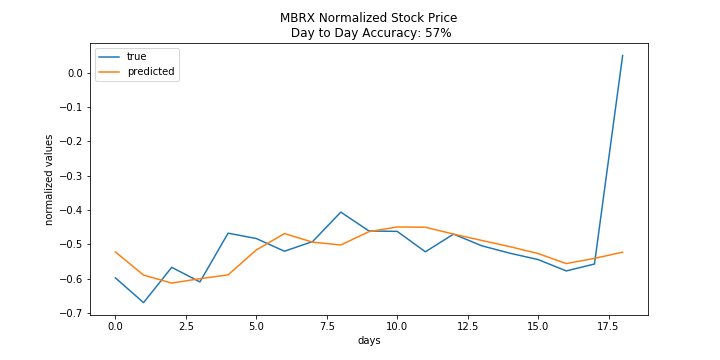 MBRX Normalized Stock Price
Day to Day Accuracy: 57%
true
predicted
normalized values
0.0
−0.1
−0.2
−0.3
−0.4
−0.5
−0.6
−0.7
0.0 2.5 5.0 7.5 10.0 12.5 15.0 17.5
days